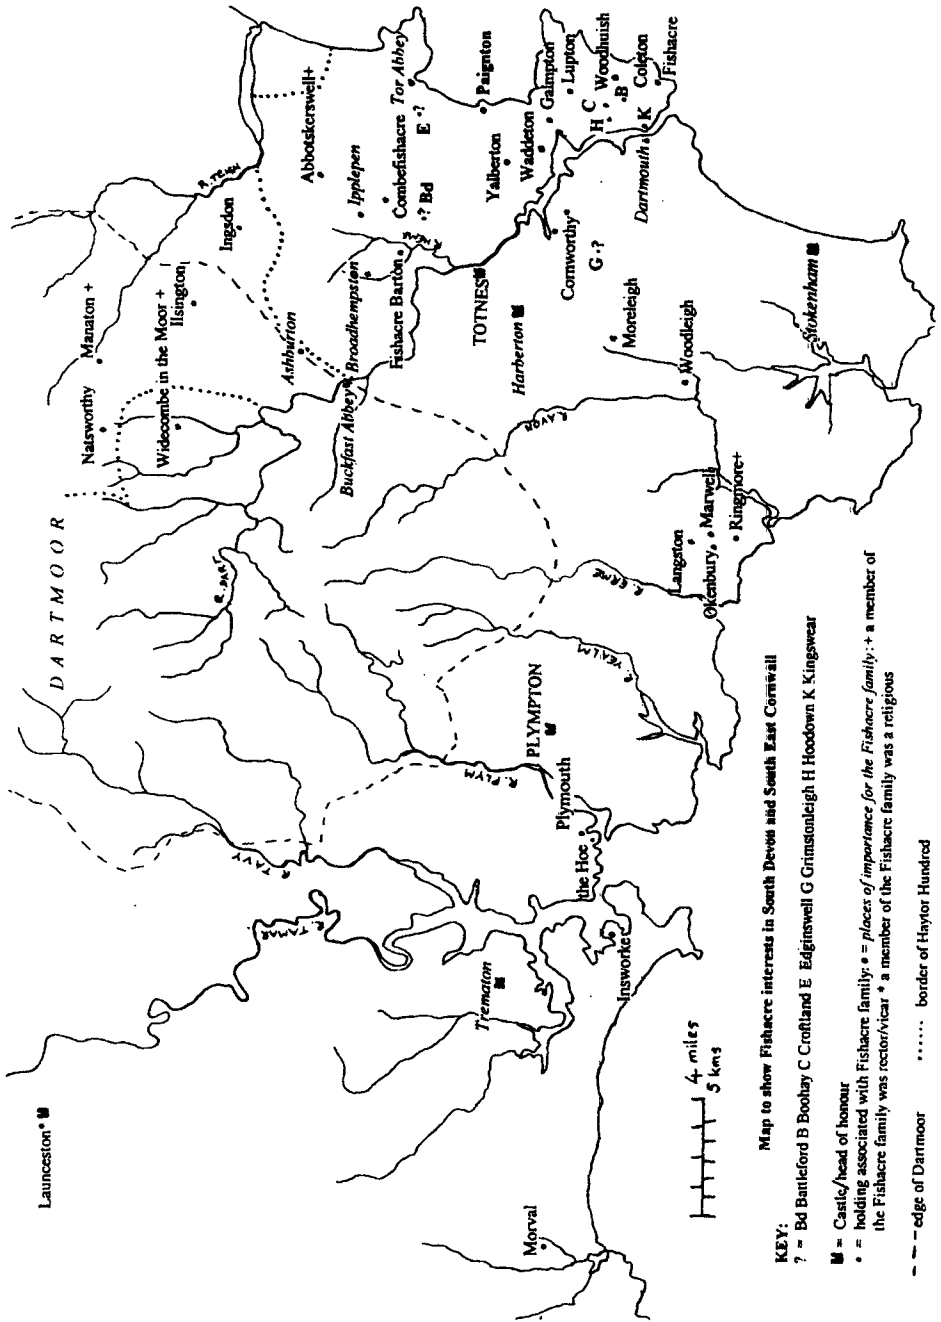 Launceston*
DARTMOOR
Natsworthy
Manaton +
Widecombe in the Moor +
Ilsington
Ingsdon
R. TEIGN
Abbotskerswell+
Ashburton
Ipplepen
Buckfast Abbey
Broadhempston
Combefishacre
Tor Abbey
Fishacre Barton
R. HEMS
? Bd
E .?
R. DART
R. TAVY
R. TAMAR
TOTNES
Paignton
Harberton
Yalberton
Waddeton
Galmpton
Lupton
Cornworthy*
G .?
H
C
Woodhuish
B
Coleton
Fishacre
K
Dartmouth
Moreleigh
Woodleigh
R. AVON
Stokenham
Trematon
Plymouth
PLYMPTON
R. PLYM
the Hoe
Insworke
R. YEALM
R. ERME
Langston
Okenbury
Marwell
Ringmore+
Morval
4 miles
5 kms
Map to show Fishacre interests in South Devon and South East Cornwall
KEY:
? = Bd Battleford B Boohay C Croftland E Edginswell G Grimstonleigh H Hoodown K Kingswear
= Castle/head of honour
• = holding associated with Fishacre family: • = places of importance for the Fishacre family: + a member of
the Fishacre family was rector/vicar * a member of the Fishacre family was a religious
– – – edge of Dartmoor ...... border of Haytor Hundred